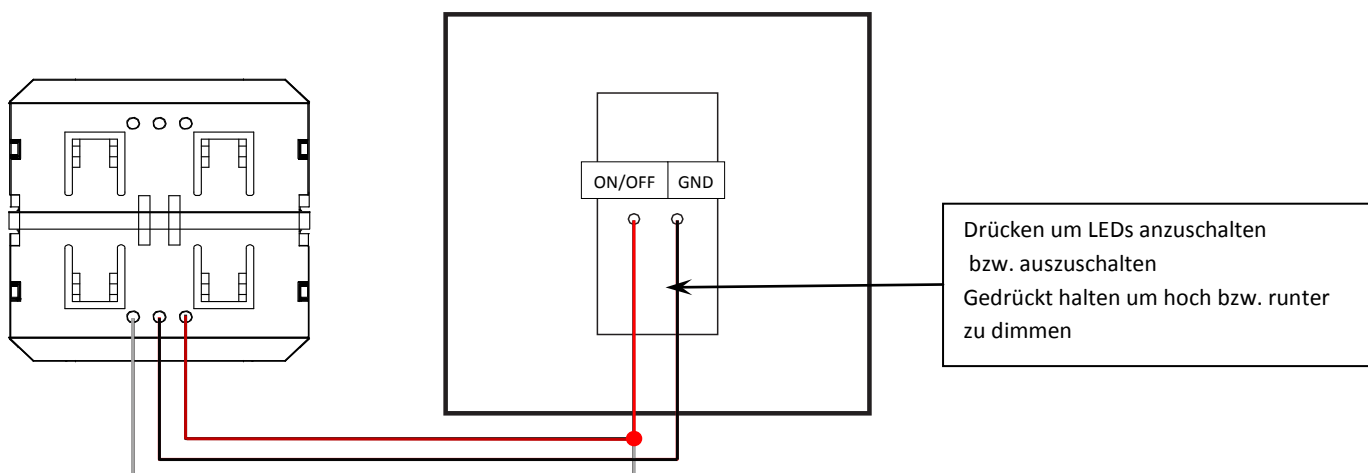 ON/OFF GND
Drücken um LEDs anzuschalten
bzw. auszuschalten
Gedrückt halten um hoch bzw. runter
zu dimmen